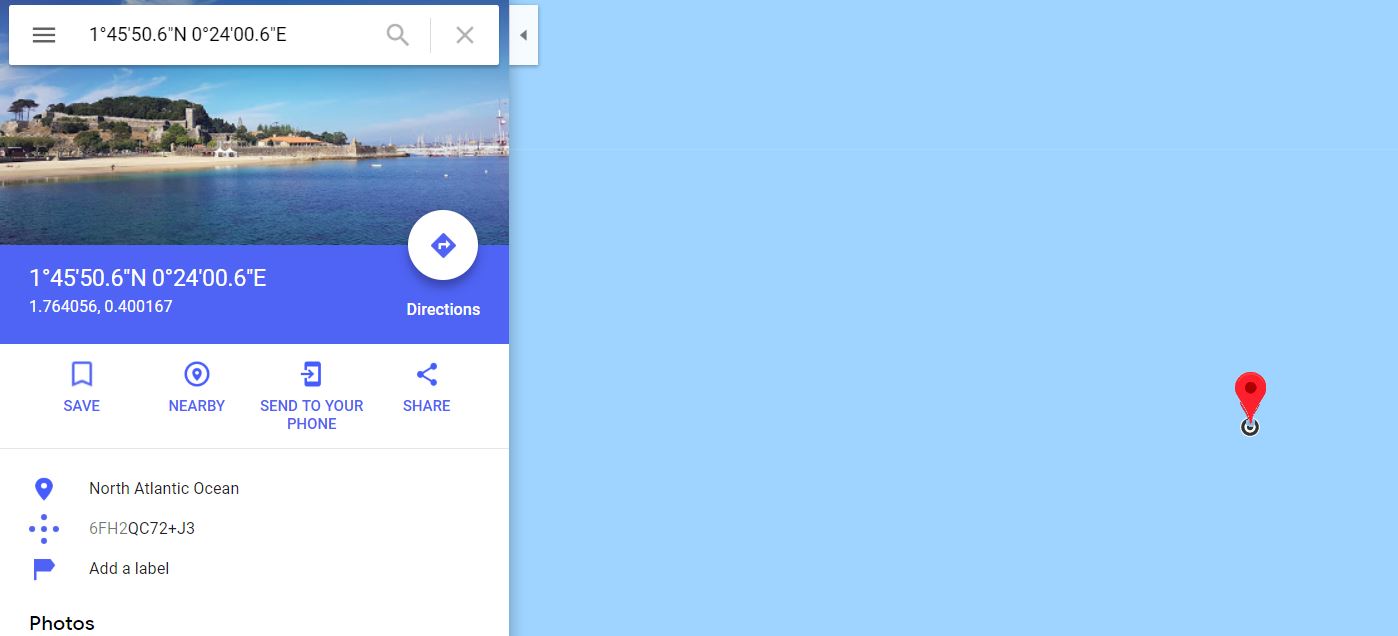 1°45'50.6"N 0°24'00.6"E
1°45'50.6"N 0°24'00.6"E
1.764056, 0.400167
Directions
SAVE
NEARBY
SEND TO YOUR
PHONE
SHARE
North Atlantic Ocean
6FH2QC72+J3
Add a label
Photos